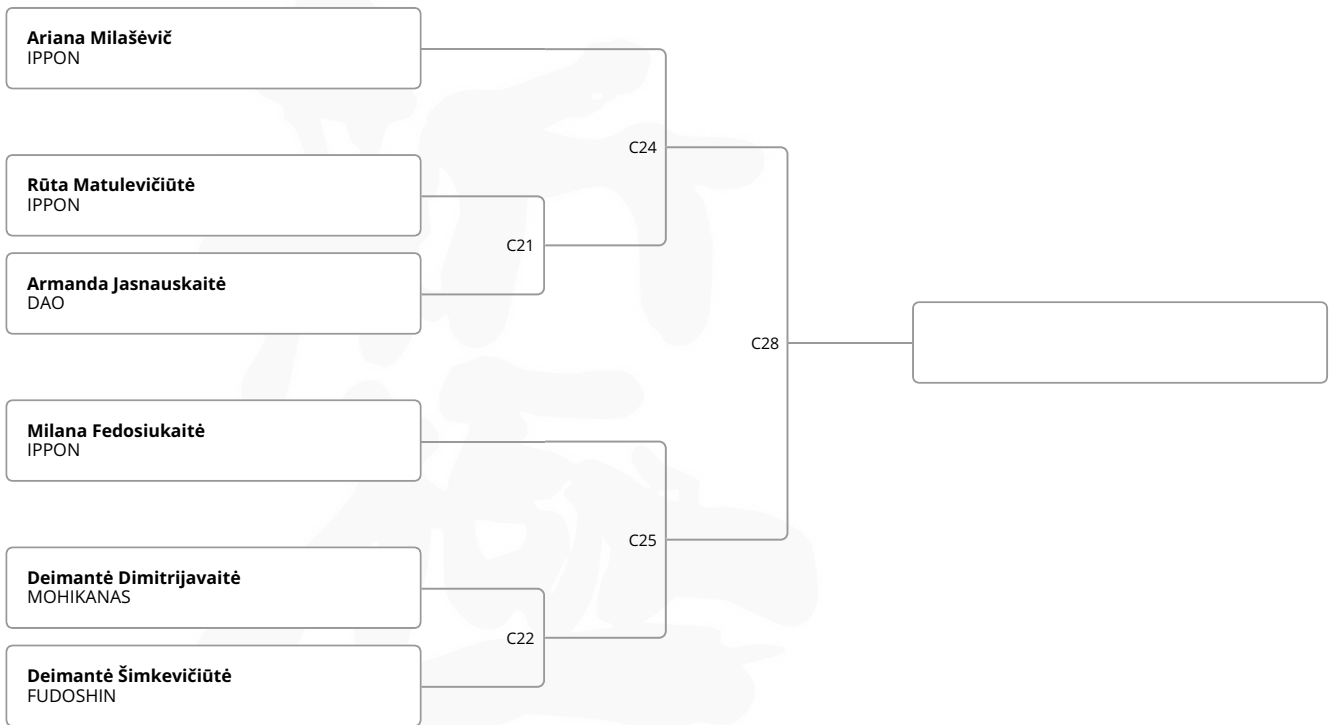 Ariana Milašėvič
IPPON
C24
Rūta Matulevičiūtė
IPPON
C21
Armanda Jasnauskaitė
DAO
C28
Milana Fedosiukaitė
IPPON
C25
Deimantė Dimitrijavaitė
MOHIKANAS
C22
Deimantė Šimkevičiūtė
FUDOSHIN